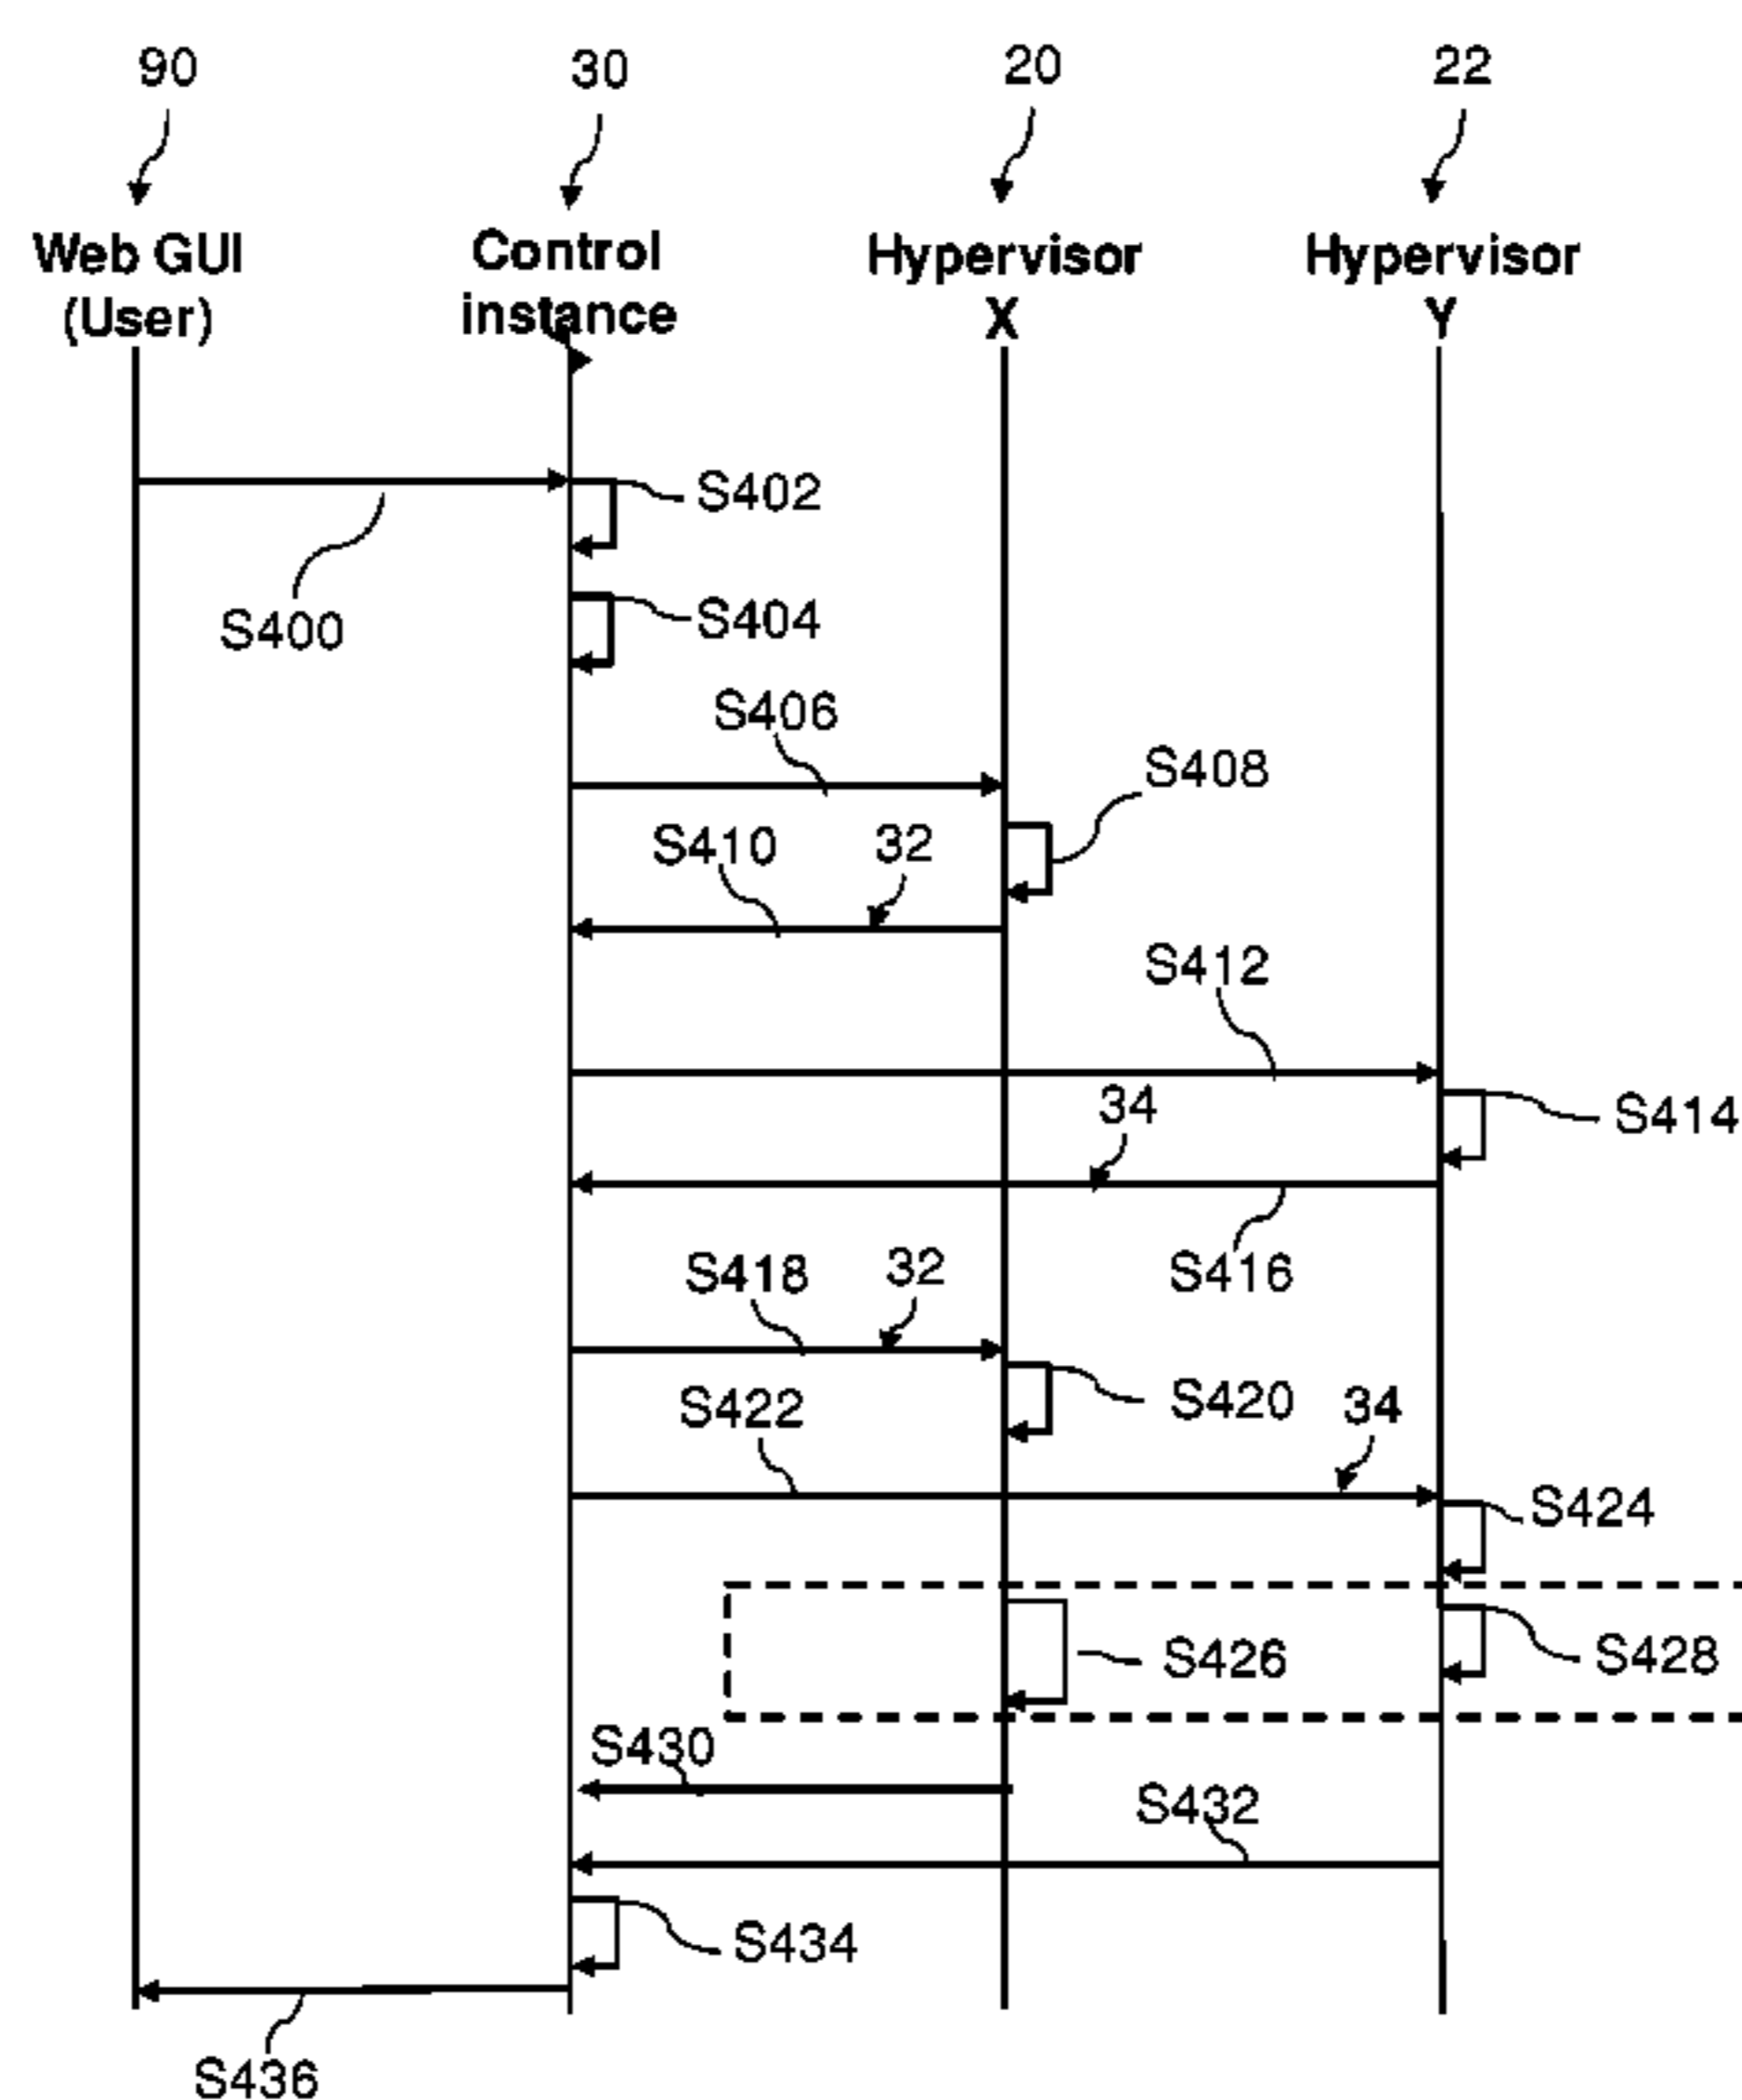 90
30
20
22
Web GUI
(User)
Control
instance
Hypervisor
X
Hypervisor
Y
S402
S400
S404
S406
S408
S410
32
S412
34
S414
S416
S418
32
S420
S422
34
S424
S426
S428
S430
S432
S434
S436